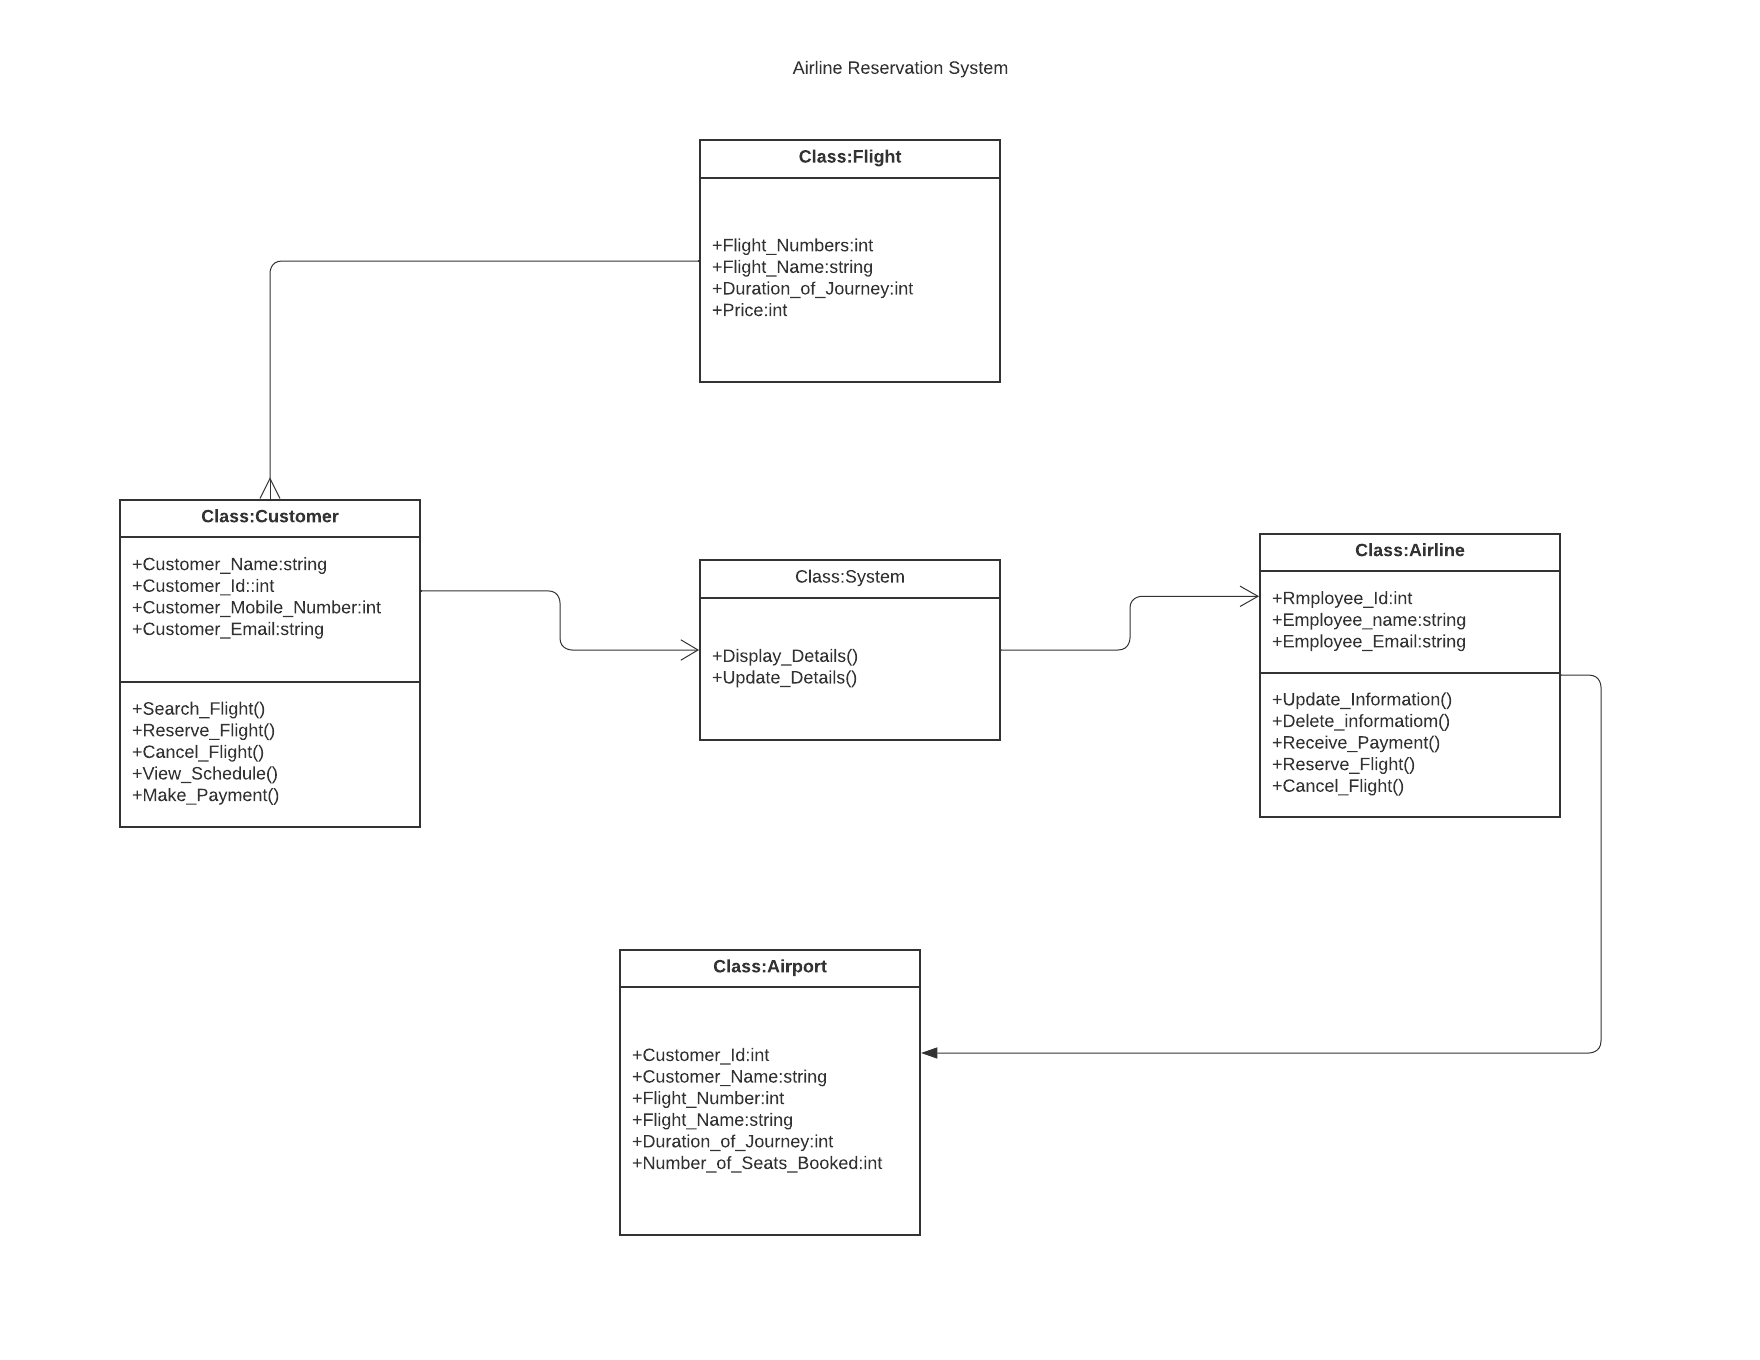 Airline Reservation System
Class:Flight
+Flight_Numbers:int
+Flight_Name:string
+Duration_of_Journey:int
+Price:int
Class:Customer
+Customer_Name:string
+Customer_Id::int
+Customer_Mobile_Number:int
+Customer_Email:string
+Search_Flight()
+Reserve_Flight()
+Cancel_Flight()
+View_Schedule()
+Make_Payment()
Class:System
+Display_Details()
+Update_Details()
Class:Airline
+Rmployee_Id:int
+Employee_name:string
+Employee_Email:string
+Update_Information()
+Delete_informatiom()
+Receive_Payment()
+Reserve_Flight()
+Cancel_Flight()
Class:Airport
+Customer_Id:int
+Customer_Name:string
+Flight_Number:int
+Flight_Name:string
+Duration_of_Journey:int
+Number_of_Seats_Booked:int